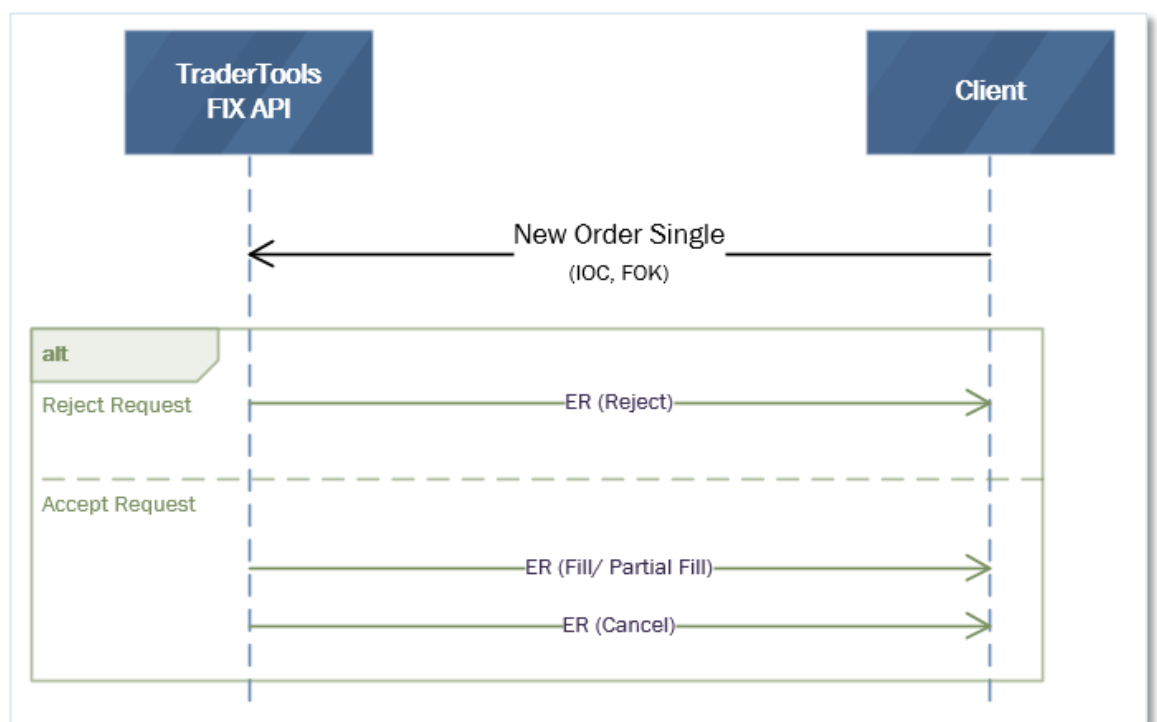 TraderTools
FIX API
Client
New Order Single
(IOC, FOK)
alt
Reject Request
ER (Reject)
Accept Request
ER (Fill/ Partial Fill)
ER (Cancel)